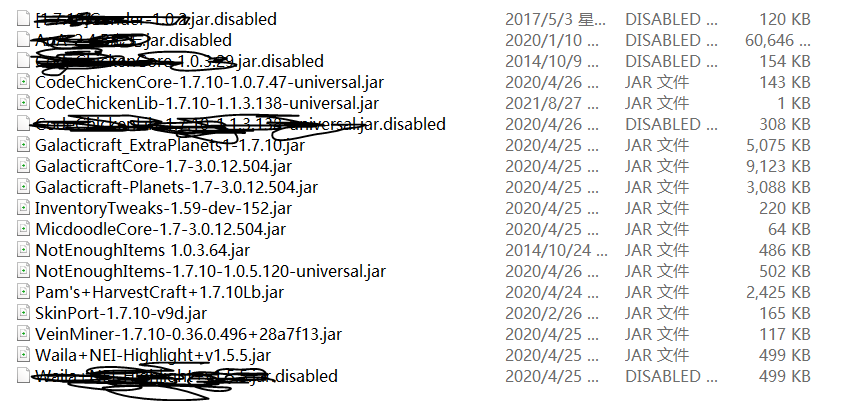 [1.7.10] .jar.disabled 2017/5/3 星... DISABLED ... 120 KB
.jar.disabled 2020/1/10 ... DISABLED ... 60,646 ...
1.0.3.29.jar.disabled 2014/10/9 ... DISABLED ... 154 KB
CodeChickenCore-1.7.10-1.0.7.47-universal.jar 2020/4/26 ... JAR 文件 143 KB
CodeChickenLib-1.7.10-1.1.3.138-universal.jar 2021/8/27 ... JAR 文件 1 KB
CodeChickenLib-1.7.10-1.1.3.138-universal.jar.disabled 2020/4/26 ... DISABLED ... 308 KB
Galacticraft_ExtraPlanets1-1.7.10.jar 2020/4/25 ... JAR 文件 5,075 KB
GalacticraftCore-1.7-3.0.12.504.jar 2020/4/25 ... JAR 文件 9,123 KB
Galacticraft-Planets-1.7-3.0.12.504.jar 2020/4/25 ... JAR 文件 3,088 KB
InventoryTweaks-1.59-dev-152.jar 2020/4/25 ... JAR 文件 220 KB
MicdoodleCore-1.7-3.0.12.504.jar 2020/4/25 ... JAR 文件 64 KB
NotEnoughItems 1.0.3.64.jar 2014/10/24 ... JAR 文件 486 KB
NotEnoughItems-1.7.10-1.0.5.120-universal.jar 2020/4/26 ... JAR 文件 502 KB
Pam's+HarvestCraft+1.7.10Lb.jar 2020/4/24 ... JAR 文件 2,425 KB
SkinPort-1.7.10-v9d.jar 2020/2/26 ... JAR 文件 165 KB
VeinMiner-1.7.10-0.36.0.496+28a7f13.jar 2020/4/25 ... JAR 文件 117 KB
Waila+NEI-Highlight+v1.5.5.jar 2020/4/25 ... JAR 文件 499 KB
Waila+NEI-Highlight+v1.5.5.jar.disabled 2020/4/25 ... DISABLED ... 499 KB